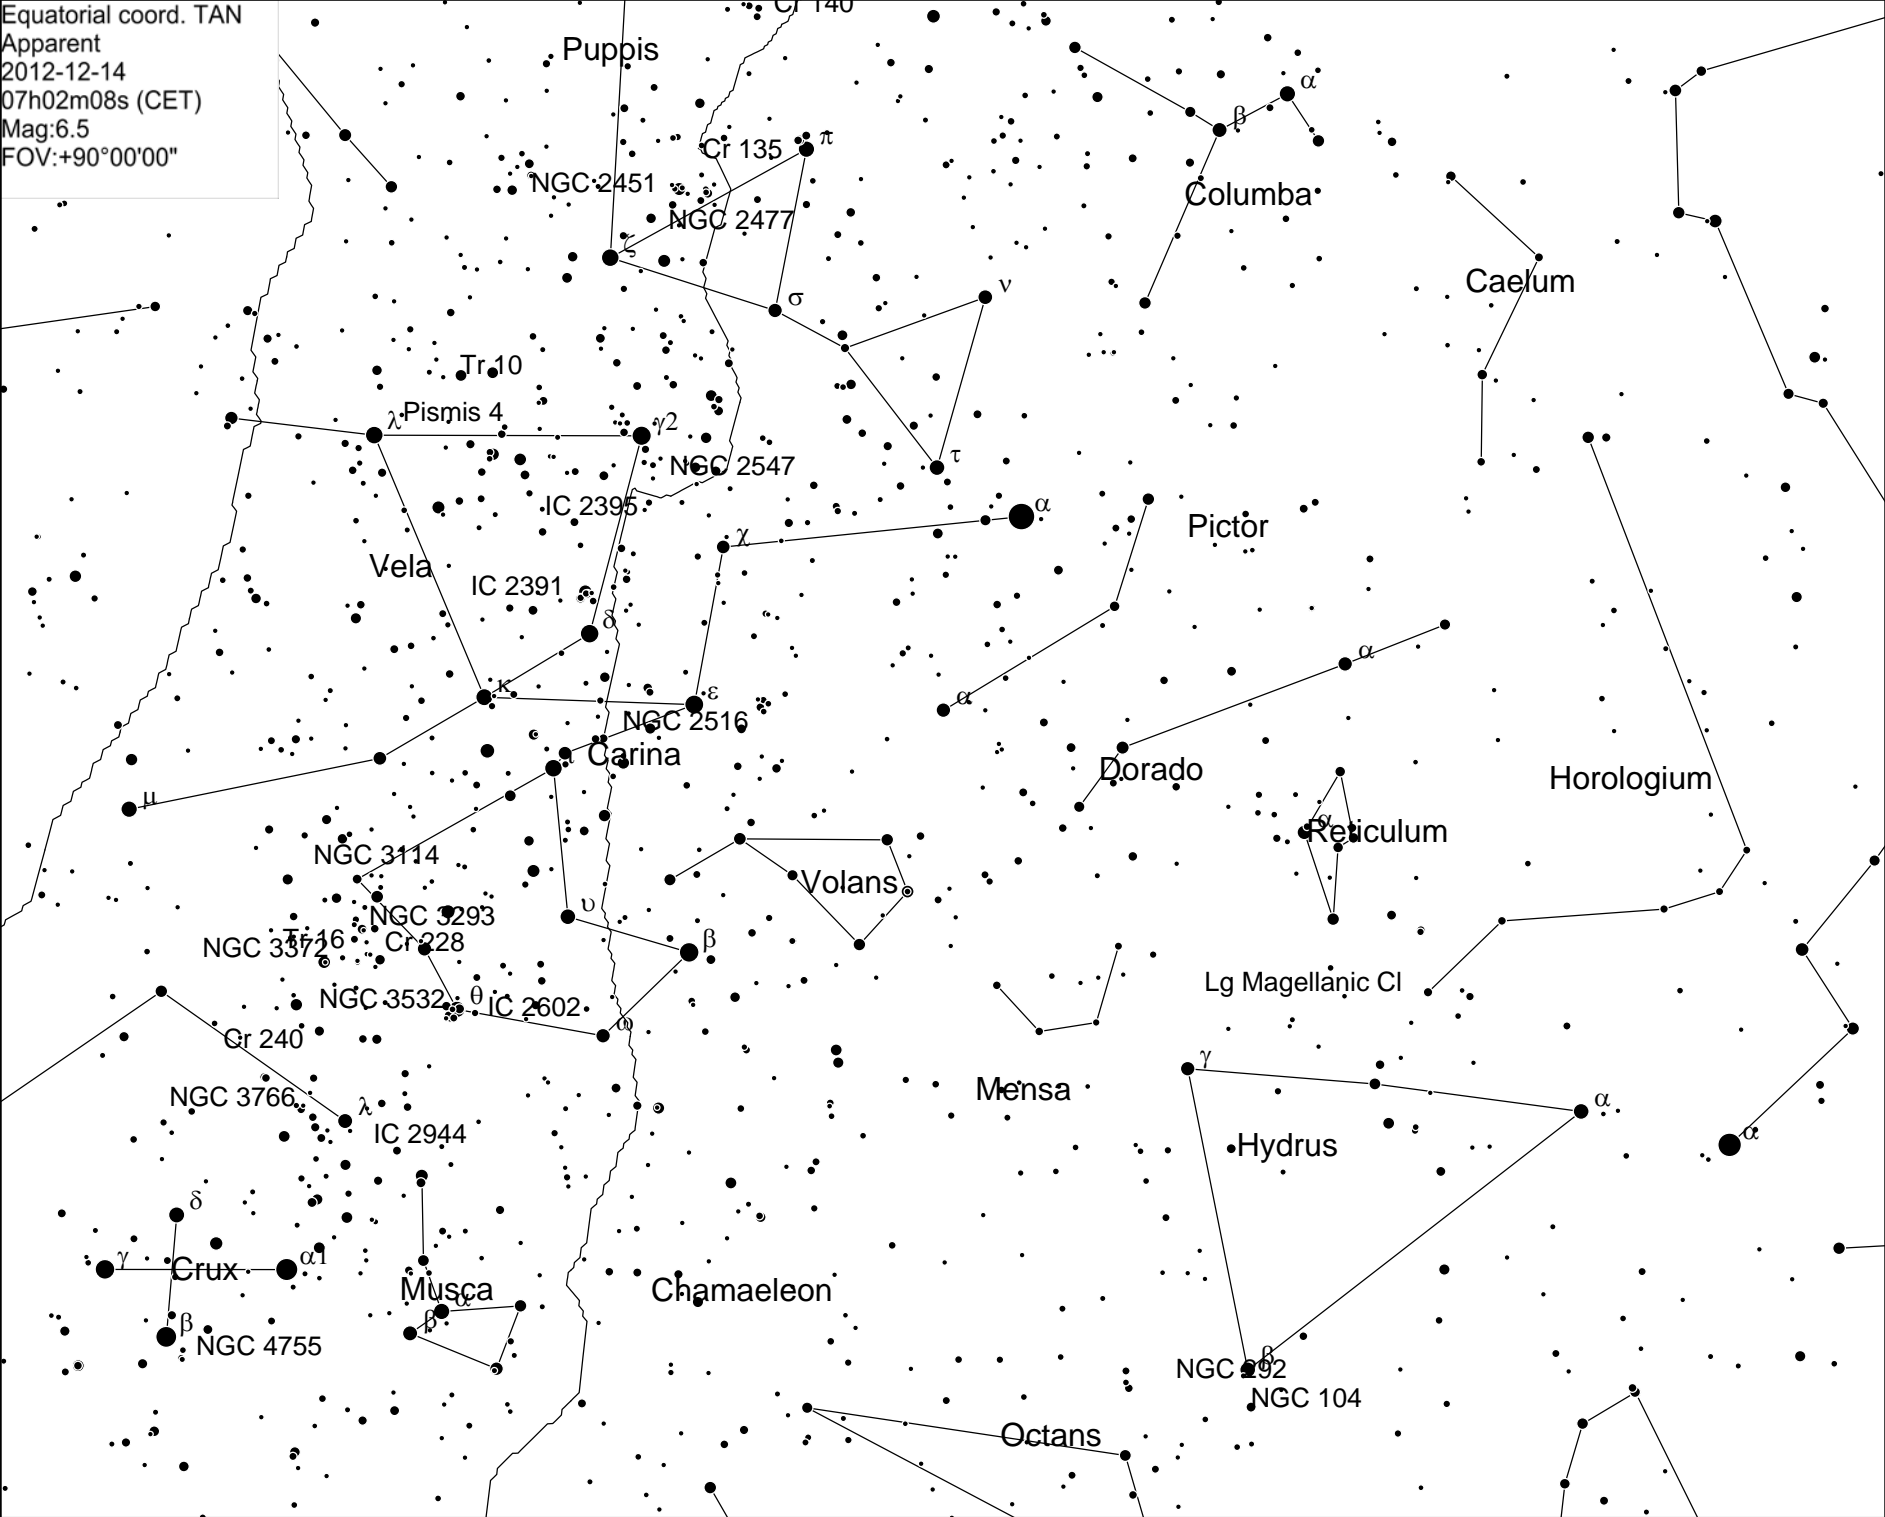 Equatorial coord. TAN
Apparent
2012-12-14
07h02m08s (CET)
Mag:6.5
FOV:+90°00'00"
Cr 140
Puppis
α
β
Cr 135
π
NGC 2451
Columba
NGC 2477
ζ
Caelum
σ
ν
Tr 10
λ
Pismis 4
γ2
NGC 2547
τ
IC 2395
α
Pictor
χ
Vela
IC 2391
δ
α
κ
ε
α
NGC 2516
Carina
ι
Dorado
Horologium
μ
α
Reticulum
NGC 3114
Volans
υ
NGC 3293
Tr 16
Cr 228
NGC 3372
β
Lg Magellanic Cl
NGC 3532
θ
IC 2602
ω
Cr 240
γ
Mensa
NGC 3766
λ
α
IC 2944
α
Hydrus
δ
γ
Crux
α1
Musca
α
Chamaeleon
β
β
NGC 4755
β
NGC 292
NGC 104
Octans